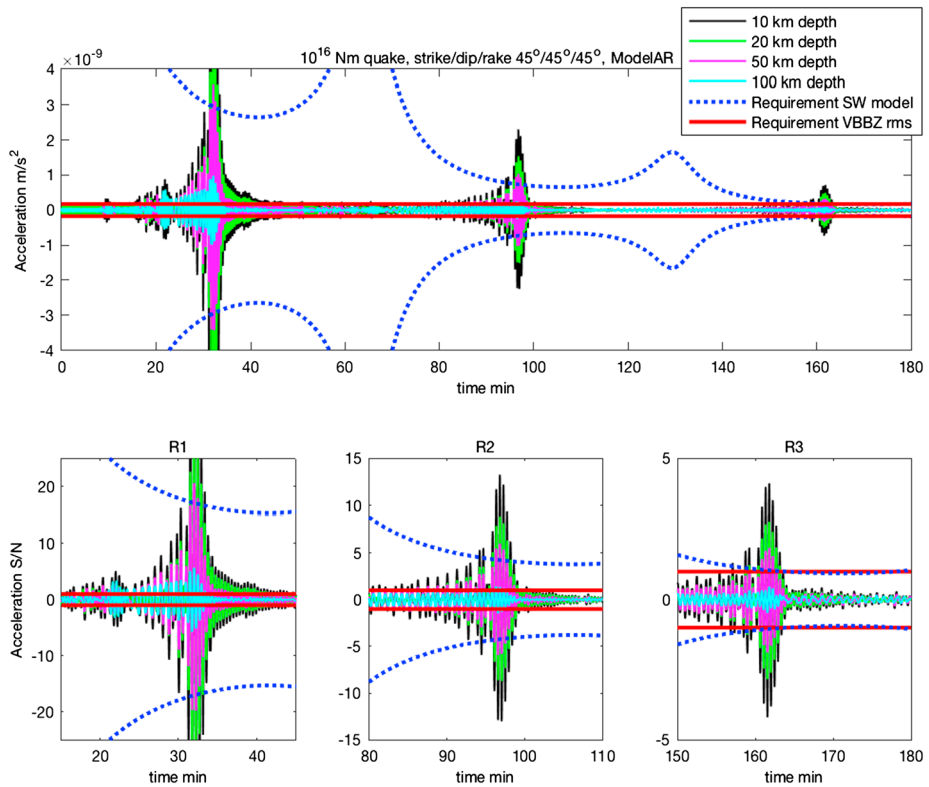 10 km depth
20 km depth
50 km depth
100 km depth
Requirement SW model
Requirement VBBZ rms
×10⁻⁹
10¹⁶ Nm quake, strike/dip/rake 45°/45°/45°, ModelAR
4
3
2
1
0
-1
-2
-3
-4
Acceleration m/s²
0 20 40 60 80 100 120 140 160 180
time min
R1
20
10
0
-10
-20
Acceleration S/N
20 30 40
time min
R2
15
10
5
0
-5
-10
-15
80 90 100 110
time min
R3
5
0
-5
150 160 170 180
time min